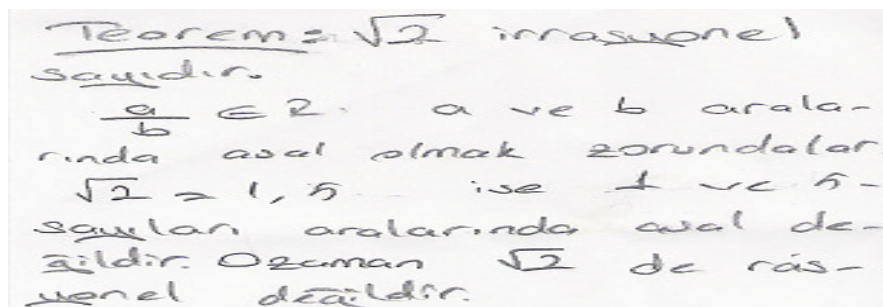 Teorem: √2 irrasyonel
sayıdır.
a/b ∈ R. a ve b arala-
rında asal olmak zorundalar
√2 = 1,5 ise 1 ve 5
sayıları aralarında asal de-
ğildir. Ozaman √2 de ras-
yonel değildir.